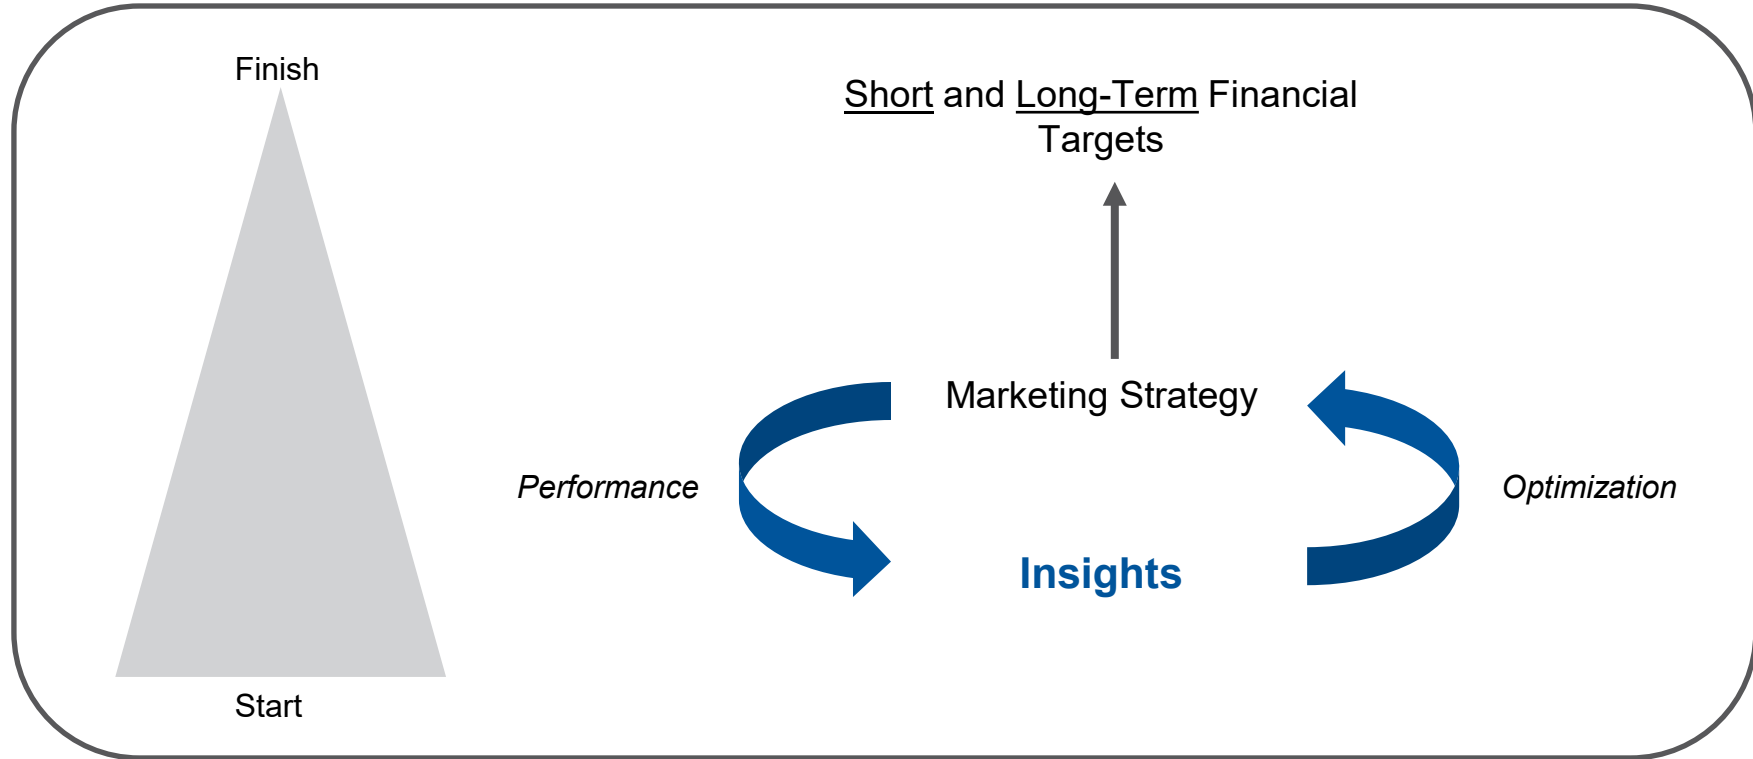 Finish
Short and Long-Term Financial
Targets
Marketing Strategy
Performance
Optimization
Insights
Start